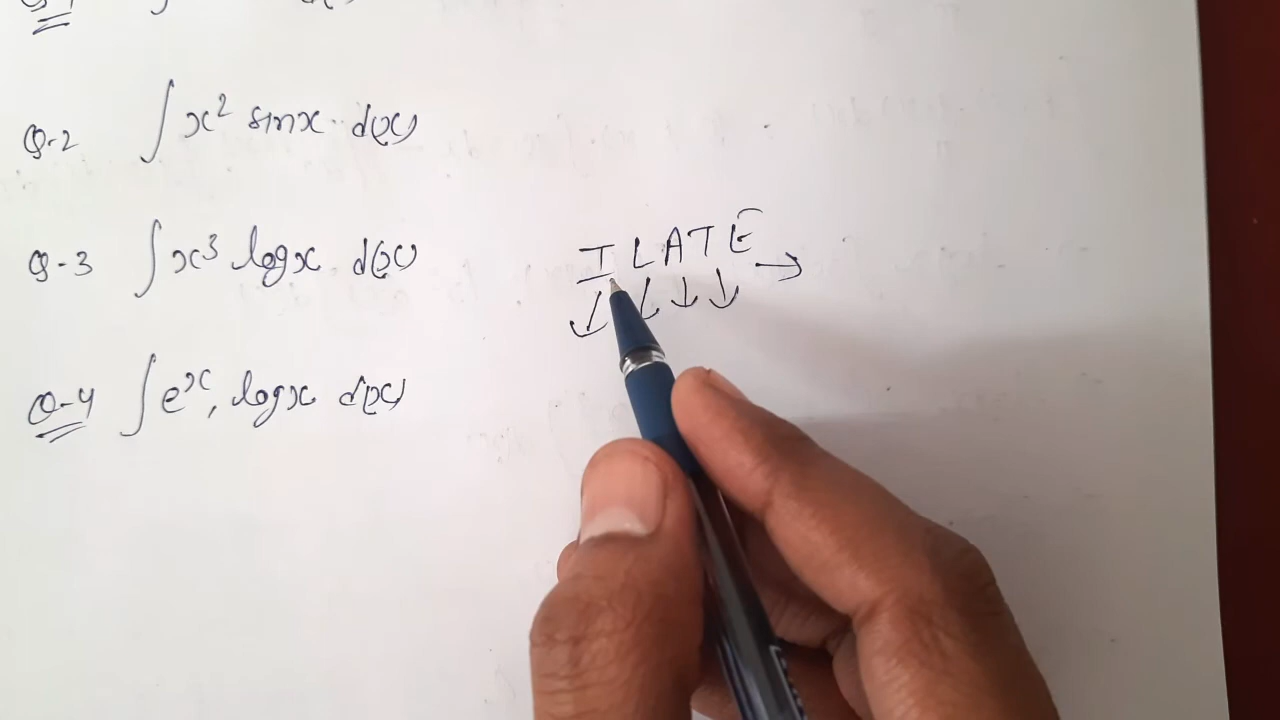 Q-2 ∫x² sinx. dx
Q-3 ∫x³ logx dx
ILATE
Q-4 ∫eˣ, logx dx